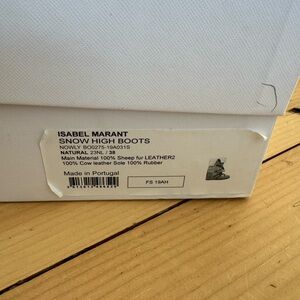 ISABEL MARANT
SNOW HIGH BOOTS
NOWLY BO0275-19A031S
NATURAL 23NL / 38
Main Material 100% Sheep fur LEATHER2
100% Cow leather Sole 100% Rubber
Made in Portugal
FS 19AH